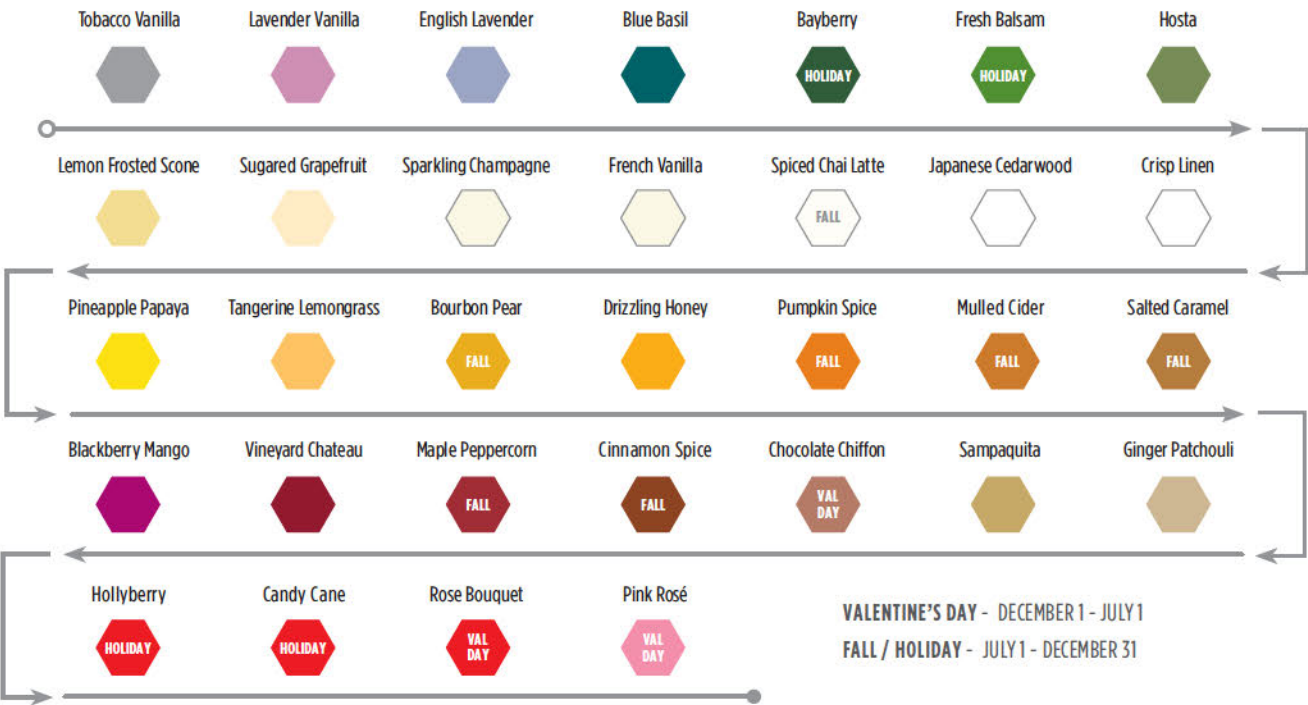 Tobacco Vanilla
Lavender Vanilla
English Lavender
Blue Basil
Bayberry
Fresh Balsam
Hosta
HOLIDAY
HOLIDAY
Lemon Frosted Scone
Sugared Grapefruit
Sparkling Champagne
French Vanilla
Spiced Chai Latte
Japanese Cedarwood
Crisp Linen
FALL
Pineapple Papaya
Tangerine Lemongrass
Bourbon Pear
Drizzling Honey
Pumpkin Spice
Mulled Cider
Salted Caramel
FALL
FALL
FALL
FALL
Blackberry Mango
Vineyard Chateau
Maple Peppercorn
Cinnamon Spice
Chocolate Chiffon
Sampaquita
Ginger Patchouli
FALL
FALL
VAL
DAY
Hollyberry
Candy Cane
Rose Bouquet
Pink Rosé
HOLIDAY
HOLIDAY
VAL
DAY
VAL
DAY
VALENTINE'S DAY - DECEMBER 1 - JULY 1
FALL / HOLIDAY - JULY 1 - DECEMBER 31